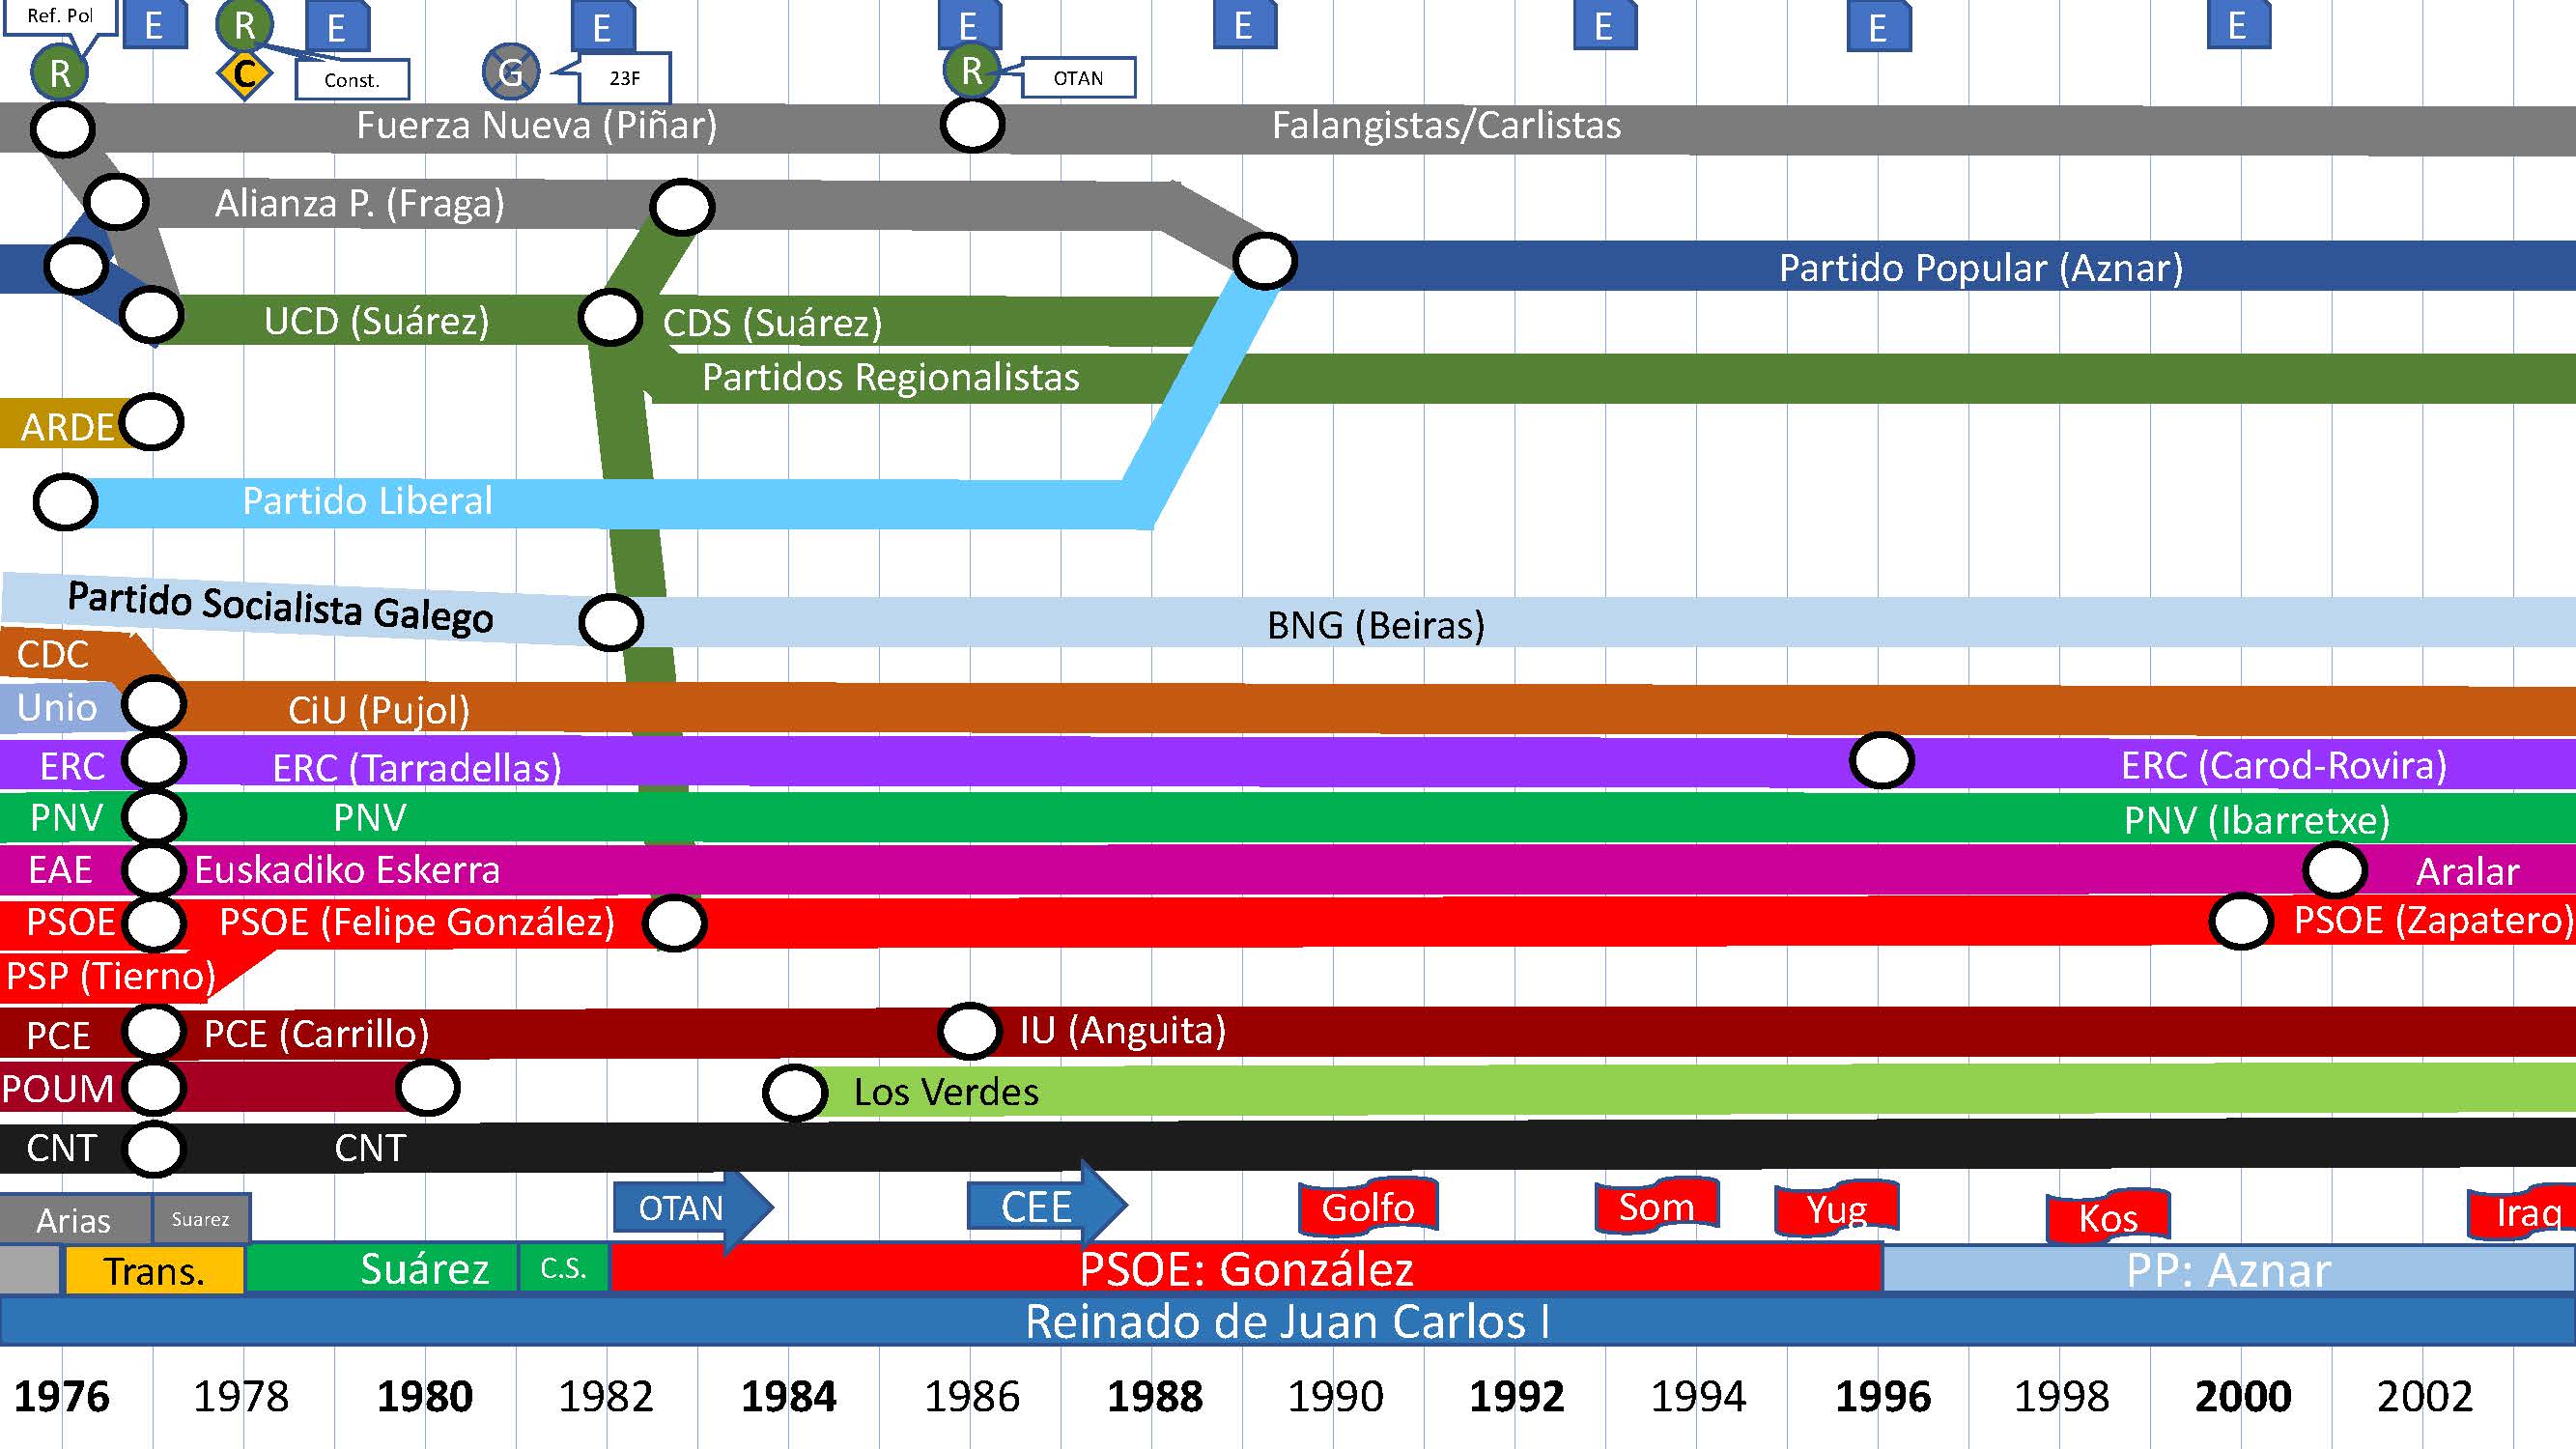 Ref. Pol
E
R
E
E
E
E
E
E
E
R
C
Const.
G
23F
R
OTAN
Fuerza Nueva (Piñar)
Falangistas/Carlistas
Alianza P. (Fraga)
Partido Popular (Aznar)
UCD (Suárez)
CDS (Suárez)
Partidos Regionalistas
ARDE
Partido Liberal
Partido Socialista Galego
BNG (Beiras)
CDC
Unio
CiU (Pujol)
ERC
ERC (Tarradellas)
ERC (Carod-Rovira)
PNV
PNV
PNV (Ibarretxe)
EAE
Euskadiko Eskerra
Aralar
PSOE
PSOE (Felipe González)
PSOE (Zapatero)
PSP (Tierno)
PCE
PCE (Carrillo)
IU (Anguita)
POUM
Los Verdes
CNT
CNT
Arias
Suarez
OTAN
CEE
Golfo
Som
Yug
Kos
Iraq
Trans.
Suárez
C.S.
PSOE: González
PP: Aznar
Reinado de Juan Carlos I
1976 1978 1980 1982 1984 1986 1988 1990 1992 1994 1996 1998 2000 2002